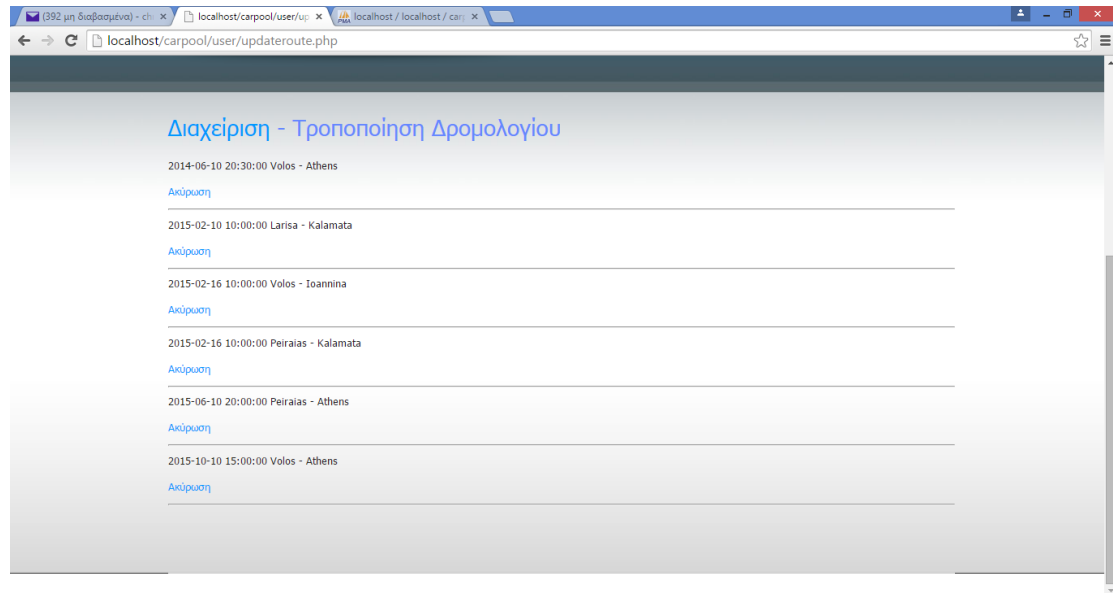 (392 μη διαβασμένα) - ch
localhost/carpool/user/up
localhost / localhost / carp
localhost/carpool/user/updateroute.php
Διαχείριση - Τροποποίηση Δρομολογίου
2014-06-10 20:30:00 Volos - Athens
Ακύρωση
2015-02-10 10:00:00 Larisa - Kalamata
Ακύρωση
2015-02-16 10:00:00 Volos - Ioannina
Ακύρωση
2015-02-16 10:00:00 Peiraias - Kalamata
Ακύρωση
2015-06-10 20:00:00 Peiraias - Athens
Ακύρωση
2015-10-10 15:00:00 Volos - Athens
Ακύρωση